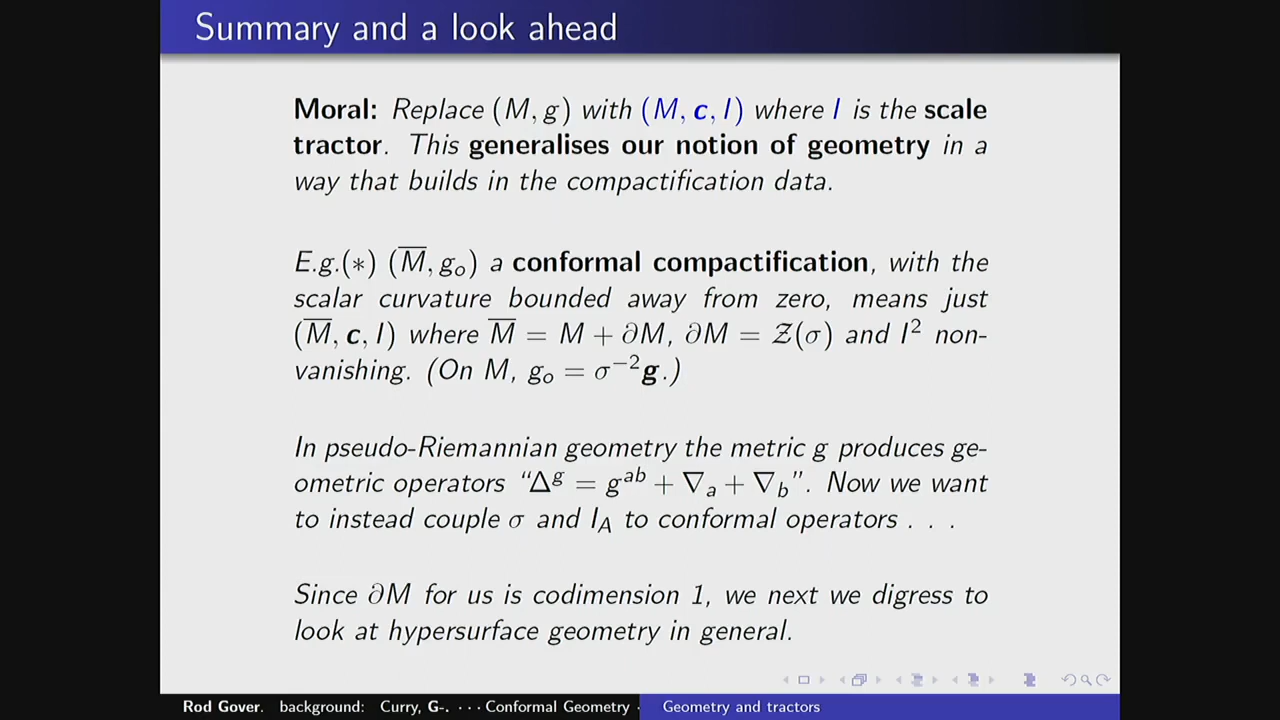 Summary and a look ahead
Moral: Replace (M, g) with (M, c, I) where I is the scale
tractor. This generalises our notion of geometry in a
way that builds in the compactification data.
E.g.(∗) (M̅, gₒ) a conformal compactification, with the
scalar curvature bounded away from zero, means just
(M̅, c, I) where M̅ = M + ∂M, ∂M = Z(σ) and I² non-
vanishing. (On M, gₒ = σ⁻²g.)
In pseudo-Riemannian geometry the metric g produces ge-
ometric operators “Δᵍ = gᵃᵇ + ∇ₐ + ∇_b”. Now we want
to instead couple σ and I_A to conformal operators . . .
Since ∂M for us is codimension 1, we next we digress to
look at hypersurface geometry in general.
Rod Gover. background: Curry, G-. · · · Conformal Geometry · Geometry and tractors